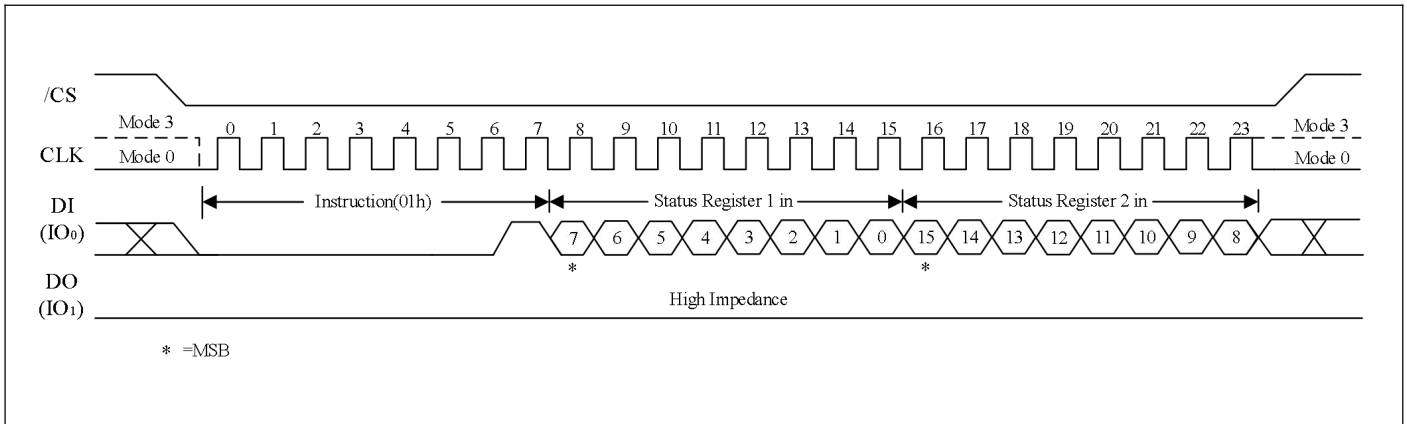 /CS
Mode 3
0 1 2 3 4 5 6 7 8 9 10 11 12 13 14 15 16 17 18 19 20 21 22 23
Mode 3
CLK
Mode 0
Mode 0
Instruction(01h)
Status Register 1 in
Status Register 2 in
DI
(IO₀)
7 6 5 4 3 2 1 0 15 14 13 12 11 10 9 8
* *
DO
(IO₁)
High Impedance
* =MSB